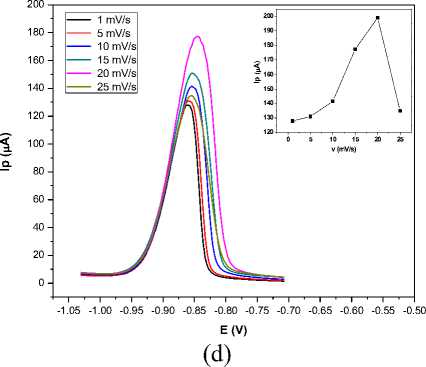 1 mV/s
5 mV/s
10 mV/s
15 mV/s
20 mV/s
25 mV/s
Ip (µA)
200
180
160
140
120
100
80
60
40
20
0
-1.05 -1.00 -0.95 -0.90 -0.85 -0.80 -0.75 -0.70 -0.65 -0.60 -0.55 -0.50
E (V)
Ip (µA)
200
190
180
170
160
150
140
130
120
0 5 10 15 20 25
v (mV/s)
(d)